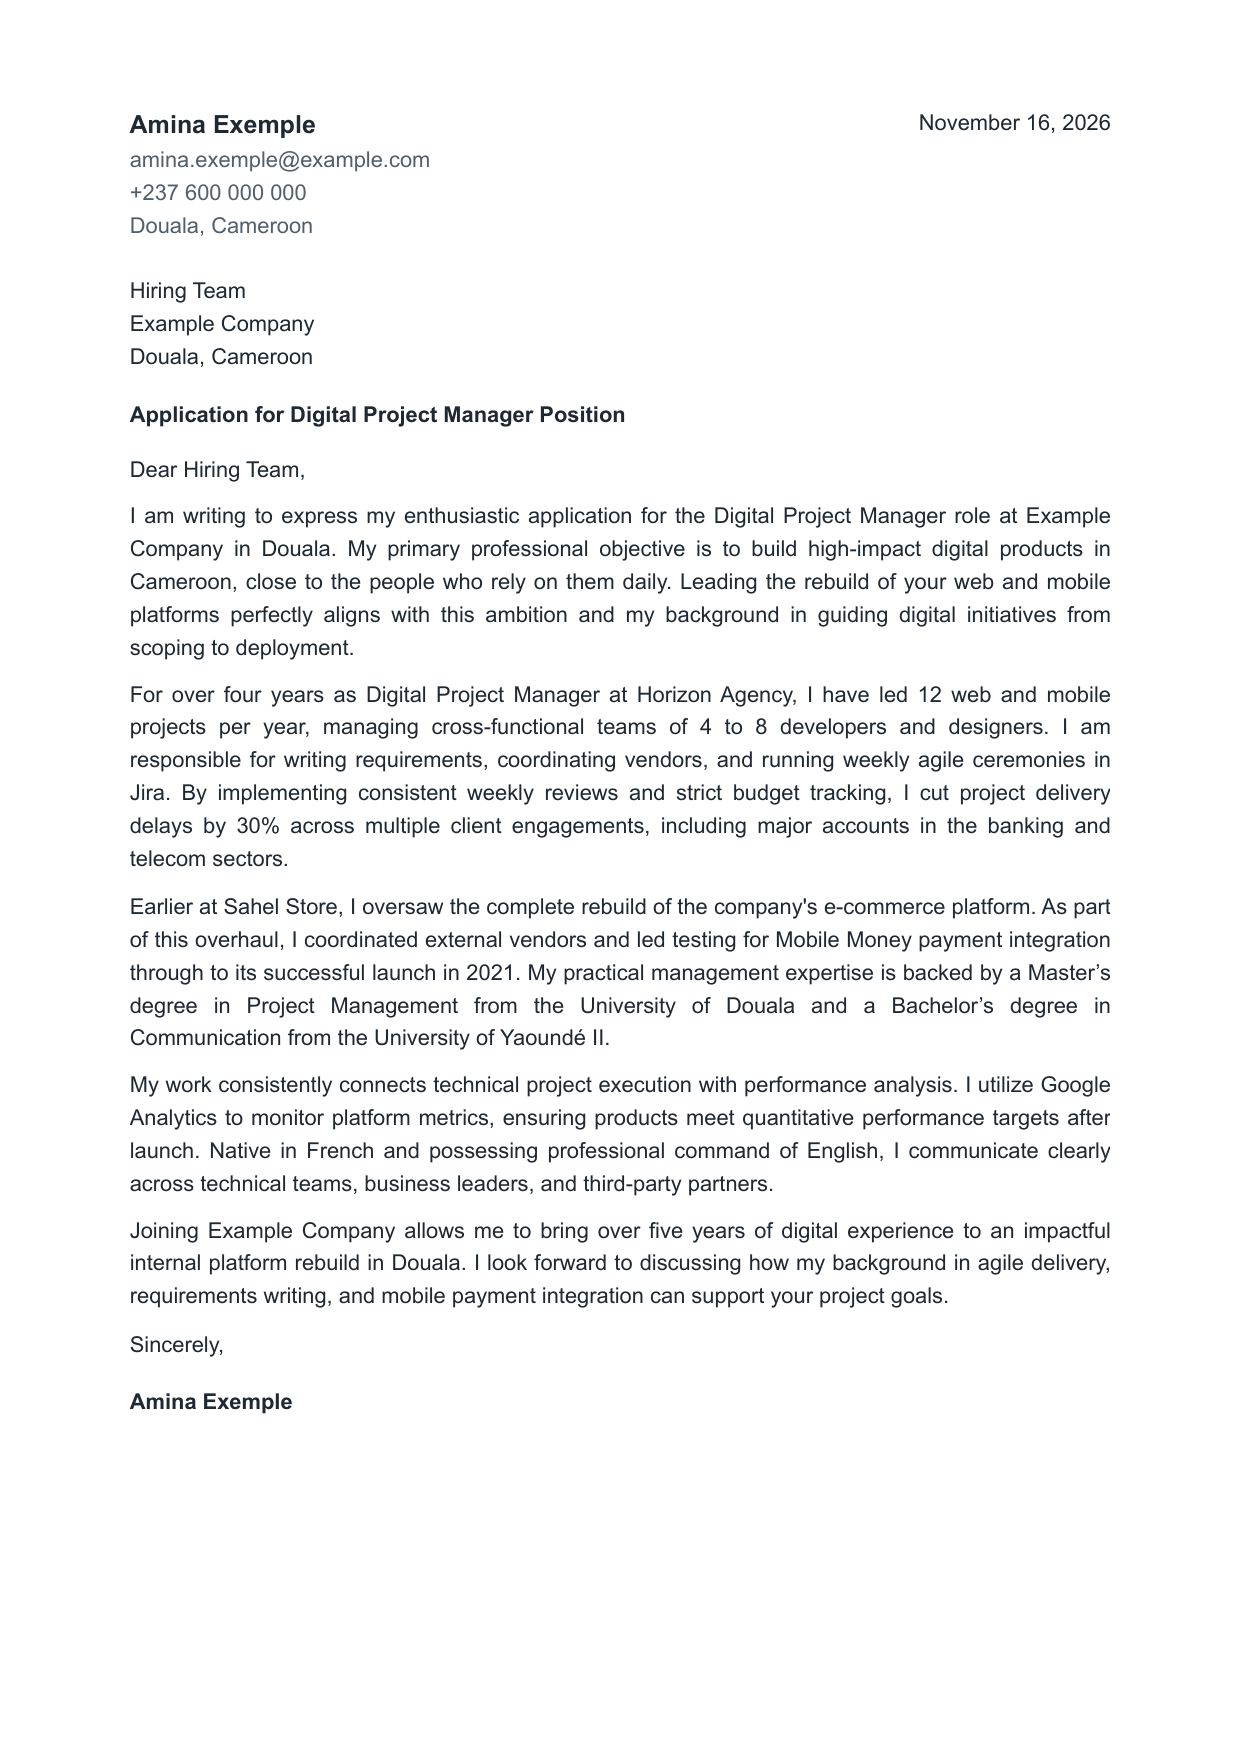 Amina Exemple
November 16, 2026
amina.exemple@example.com
+237 600 000 000
Douala, Cameroon
Hiring Team
Example Company
Douala, Cameroon
Application for Digital Project Manager Position
Dear Hiring Team,
I am writing to express my enthusiastic application for the Digital Project Manager role at Example
Company in Douala. My primary professional objective is to build high-impact digital products in
Cameroon, close to the people who rely on them daily. Leading the rebuild of your web and mobile
platforms perfectly aligns with this ambition and my background in guiding digital initiatives from
scoping to deployment.
For over four years as Digital Project Manager at Horizon Agency, I have led 12 web and mobile
projects per year, managing cross-functional teams of 4 to 8 developers and designers. I am
responsible for writing requirements, coordinating vendors, and running weekly agile ceremonies in
Jira. By implementing consistent weekly reviews and strict budget tracking, I cut project delivery
delays by 30% across multiple client engagements, including major accounts in the banking and
telecom sectors.
Earlier at Sahel Store, I oversaw the complete rebuild of the company's e-commerce platform. As part
of this overhaul, I coordinated external vendors and led testing for Mobile Money payment integration
through to its successful launch in 2021. My practical management expertise is backed by a Master’s
degree in Project Management from the University of Douala and a Bachelor’s degree in
Communication from the University of Yaoundé II.
My work consistently connects technical project execution with performance analysis. I utilize Google
Analytics to monitor platform metrics, ensuring products meet quantitative performance targets after
launch. Native in French and possessing professional command of English, I communicate clearly
across technical teams, business leaders, and third-party partners.
Joining Example Company allows me to bring over five years of digital experience to an impactful
internal platform rebuild in Douala. I look forward to discussing how my background in agile delivery,
requirements writing, and mobile payment integration can support your project goals.
Sincerely,
Amina Exemple